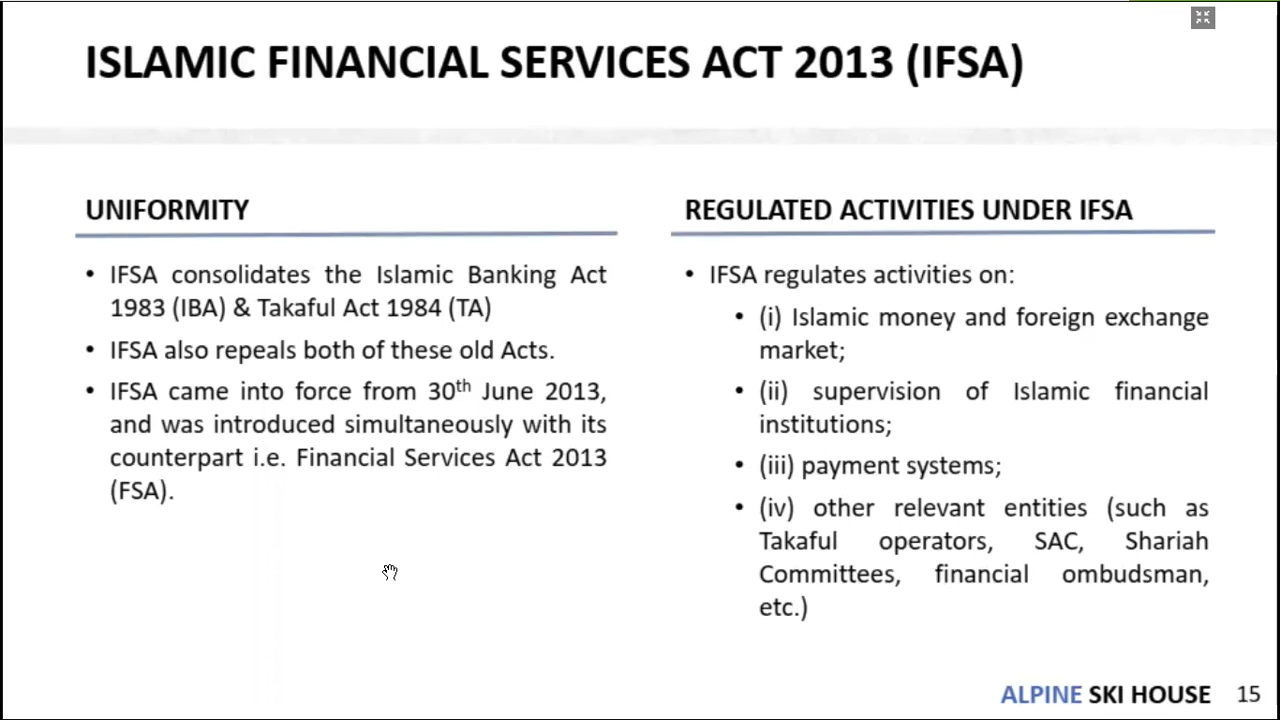 ISLAMIC FINANCIAL SERVICES ACT 2013 (IFSA)
UNIFORMITY
• IFSA consolidates the Islamic Banking Act
1983 (IBA) & Takaful Act 1984 (TA)
• IFSA also repeals both of these old Acts.
• IFSA came into force from 30th June 2013,
and was introduced simultaneously with its
counterpart i.e. Financial Services Act 2013
(FSA).
REGULATED ACTIVITIES UNDER IFSA
• IFSA regulates activities on:
• (i) Islamic money and foreign exchange
market;
• (ii) supervision of Islamic financial
institutions;
• (iii) payment systems;
• (iv) other relevant entities (such as
Takaful operators, SAC, Shariah
Committees, financial ombudsman,
etc.)
ALPINE SKI HOUSE 15